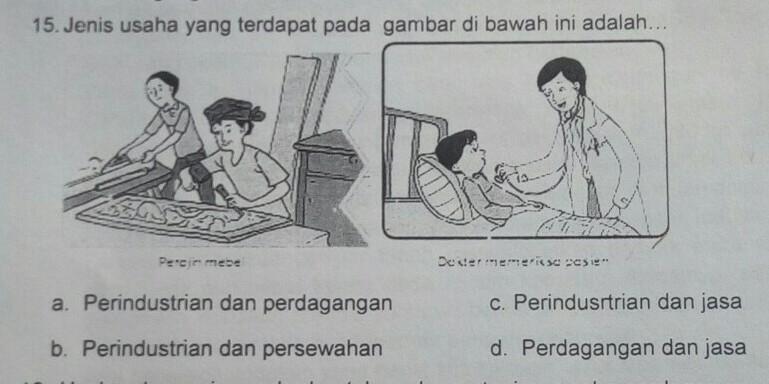 15. Jenis usaha yang terdapat pada gambar di bawah ini adalah...
Perajin mebel
Dokter memeriksa pasien
a. Perindustrian dan perdagangan
c. Perindusrtrian dan jasa
b. Perindustrian dan persewahan
d. Perdagangan dan jasa